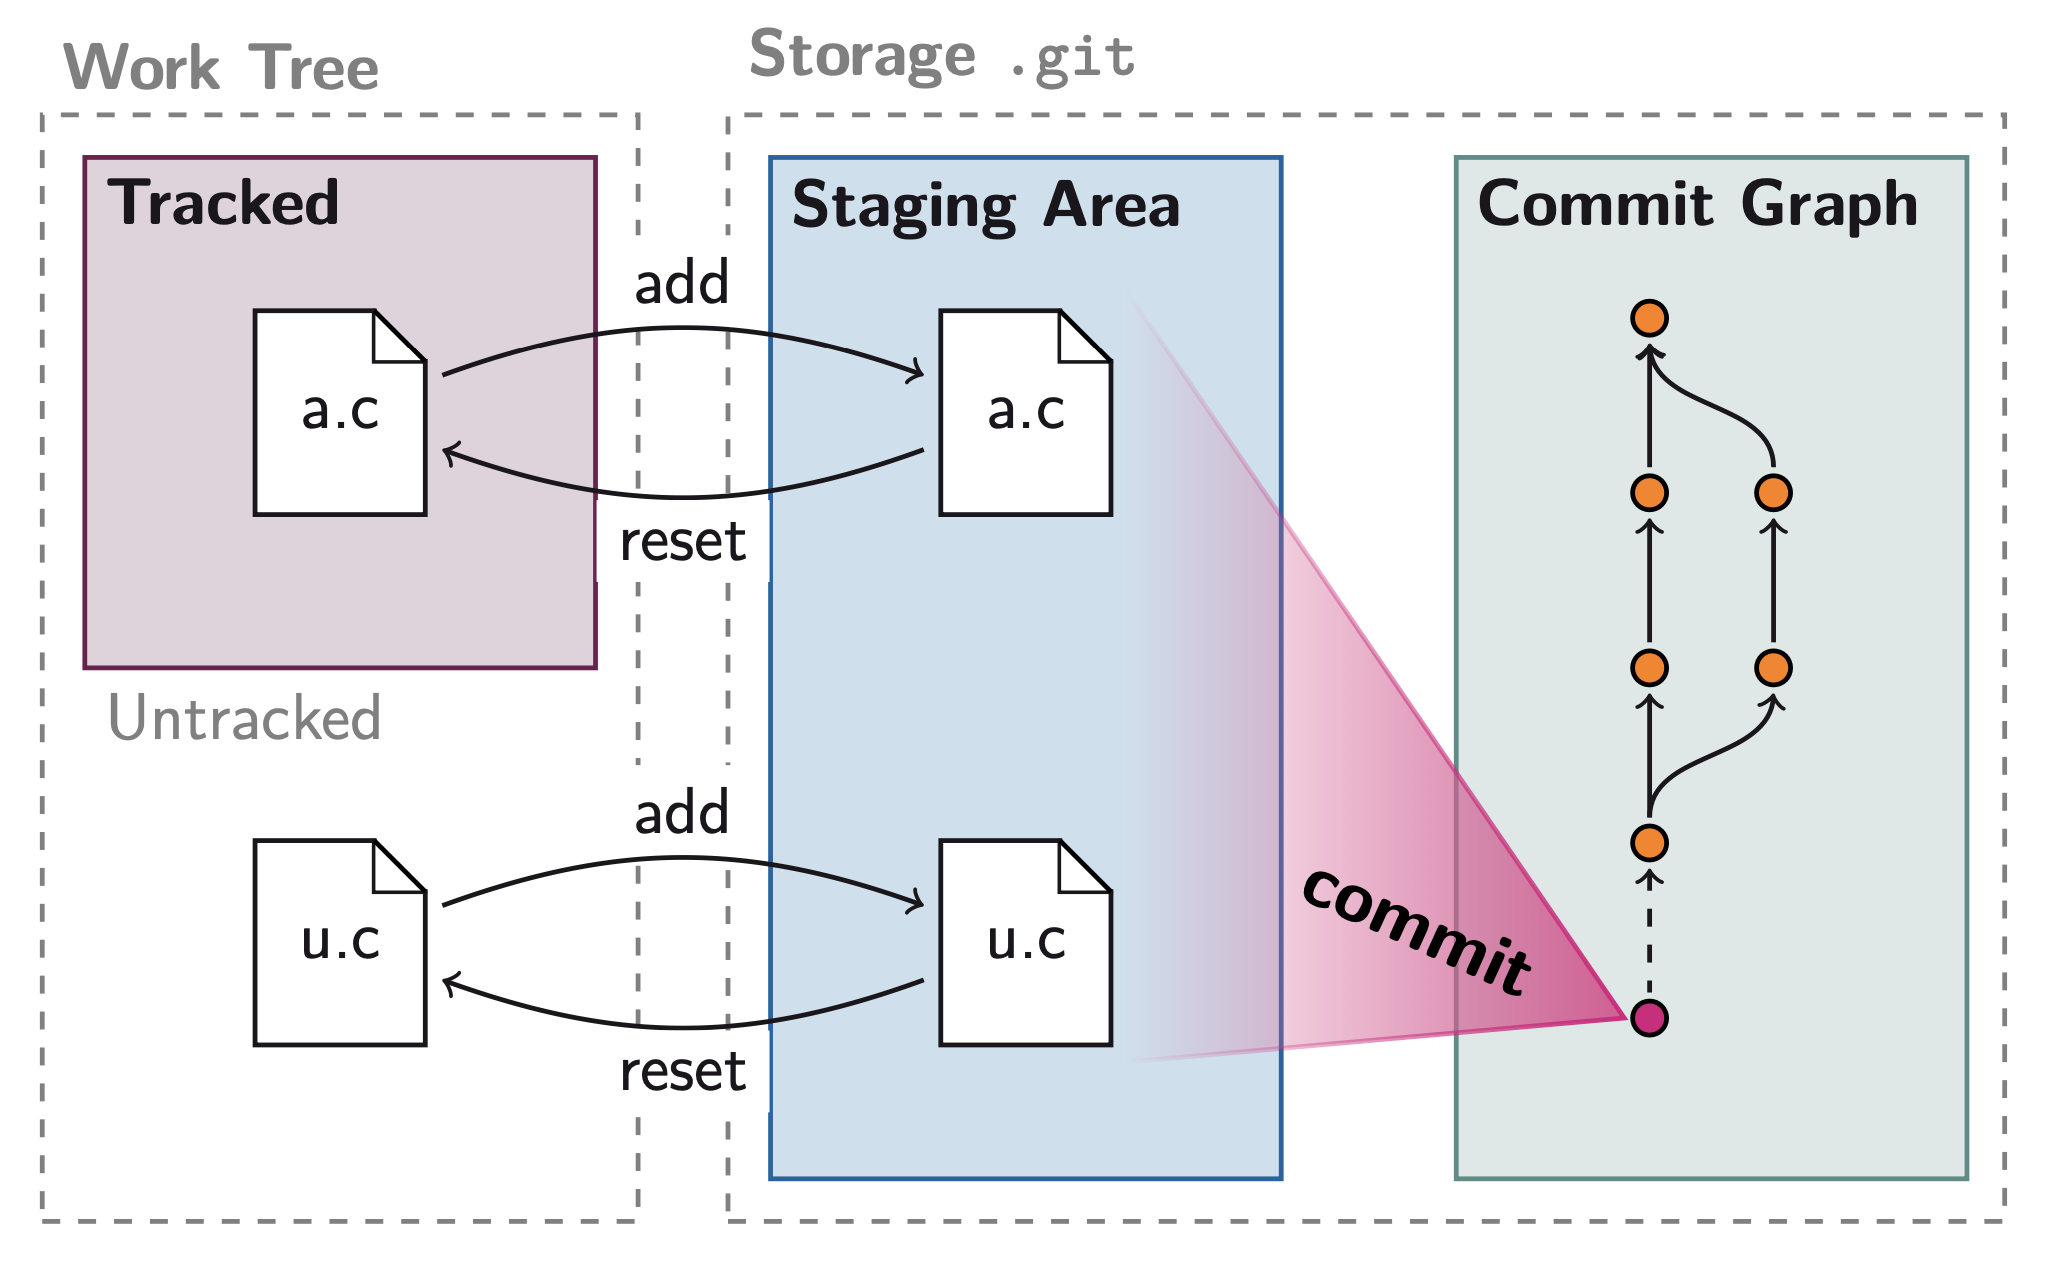 Work Tree
Storage .git
Tracked
Staging Area
Commit Graph
add
a.c
a.c
reset
Untracked
add
u.c
u.c
commit
reset